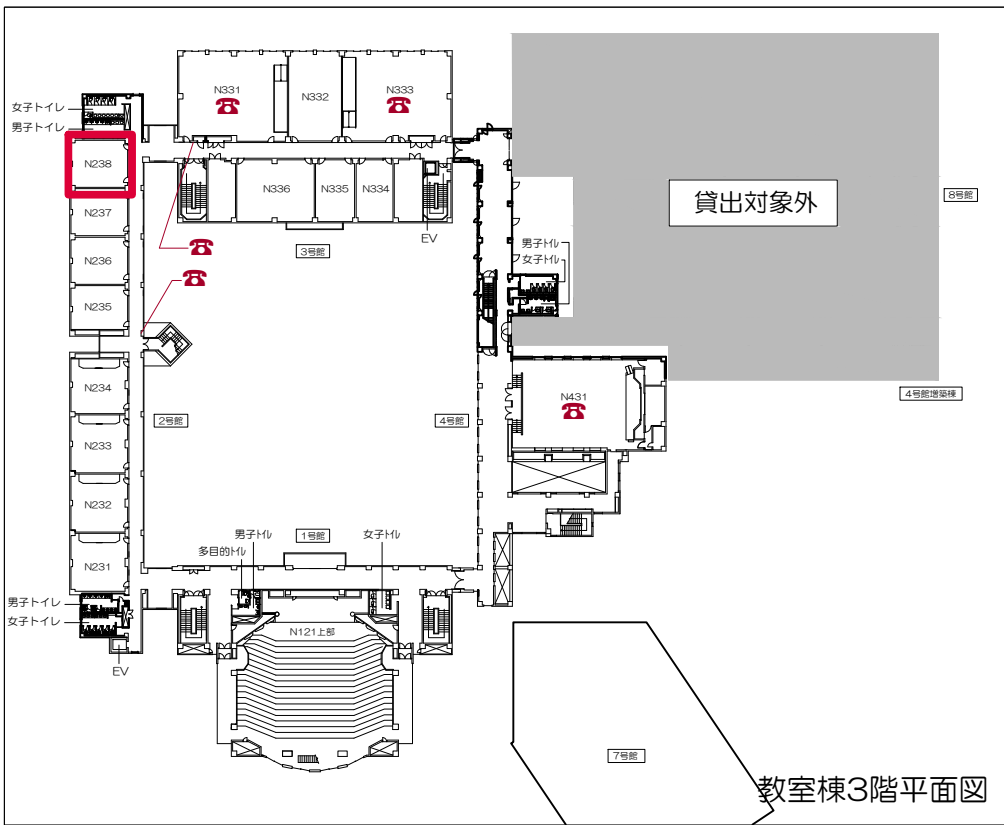 N331
N332
N333
女子トイレ
男子トイレ
N238
N237
N236
N235
N336
N335
N334
EV
3号館
貸出対象外
8号館
男子トイレ
女子トイレ
N234
N233
N232
N231
2号館
4号館
N431
4号館増築棟
1号館
男子トイレ
女子トイレ
多目的トイレ
男子トイレ
女子トイレ
EV
N121上部
7号館
教室棟3階平面図